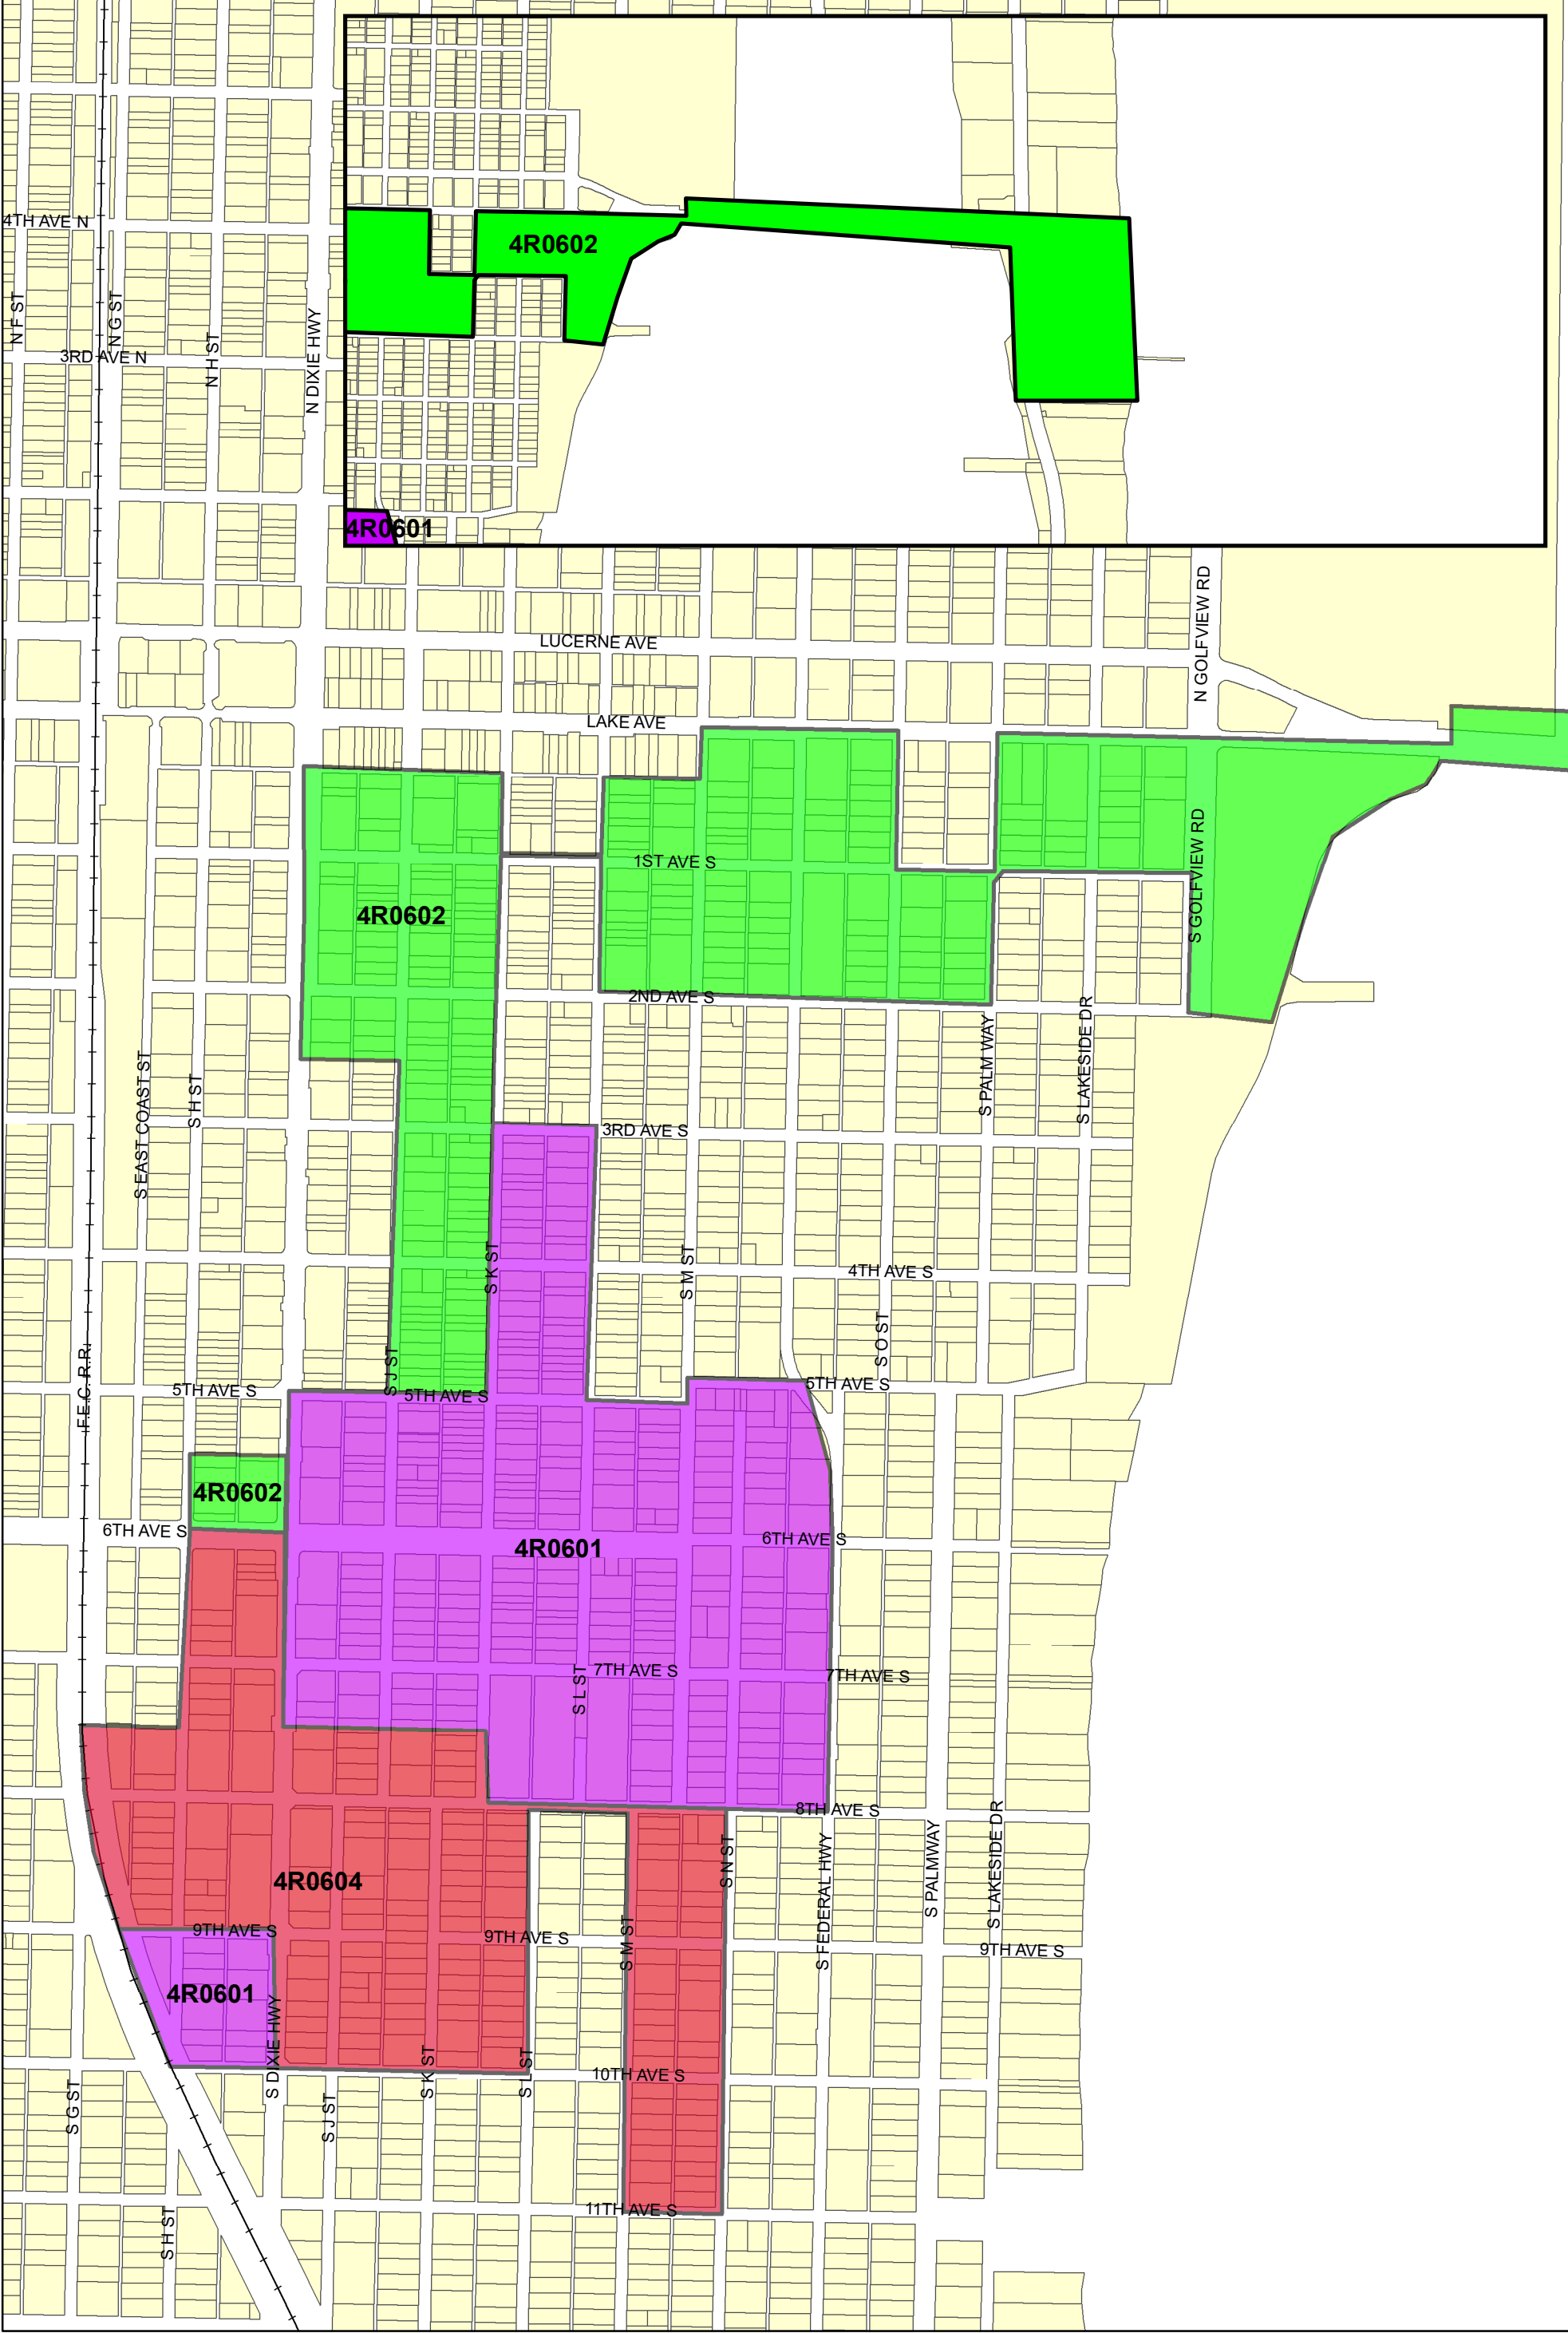 4TH AVE N
4R0602
N F ST
N G ST
3RD AVE N
N H ST
N DIXIE HWY
4R0601
N GOLFVIEW RD
LUCERNE AVE
LAKE AVE
1ST AVE S
S GOLFVIEW RD
4R0602
2ND AVE S
S PALM WAY
S LAKESIDE DR
S EAST COAST ST
S H ST
3RD AVE S
S K ST
S M ST
4TH AVE S
S O ST
F.E.C. R.R.
S J ST
5TH AVE S
5TH AVE S
5TH AVE S
4R0602
6TH AVE S
4R0601
6TH AVE S
S L ST
7TH AVE S
7TH AVE S
8TH AVE S
S N ST
S FEDERAL HWY
S PALMWAY
S LAKESIDE DR
4R0604
9TH AVE S
9TH AVE S
S M ST
9TH AVE S
4R0601
S DIXIE HWY
S K ST
S L ST
10TH AVE S
S G ST
S J ST
11TH AVE S
S H ST